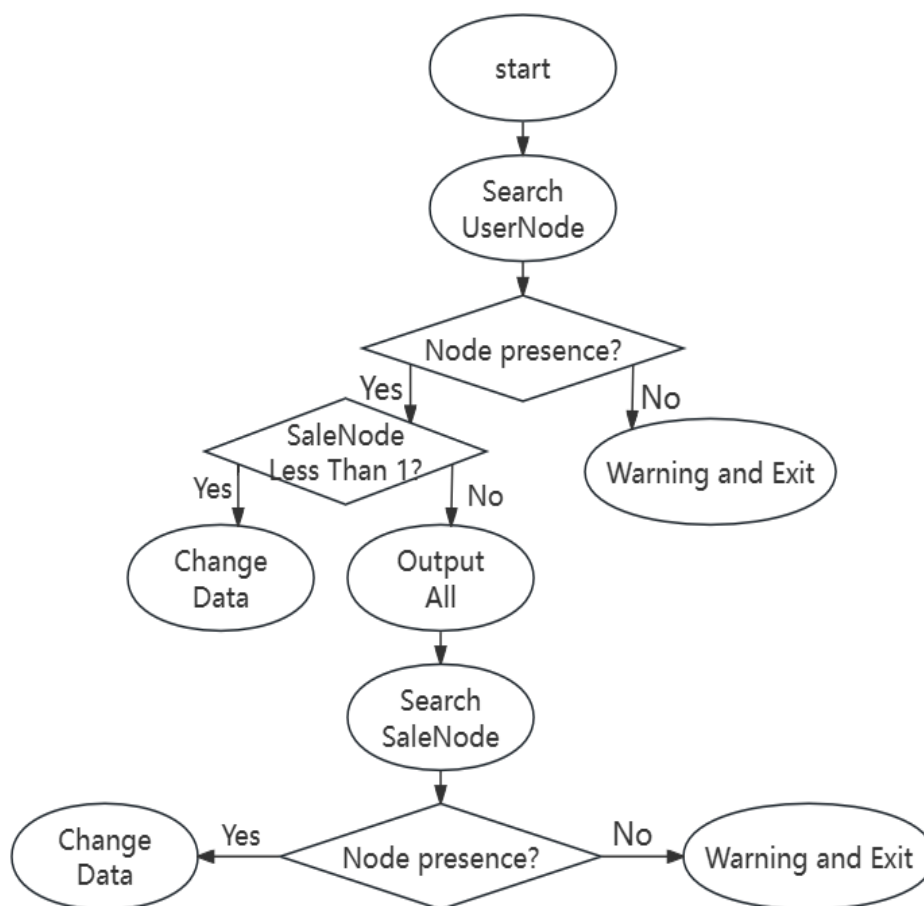 start
Search
UserNode
Node presence?
Yes
No
SaleNode
Less Than 1?
Warning and Exit
Yes
No
Change
Data
Output
All
Search
SaleNode
Change
Data
Yes
Node presence?
No
Warning and Exit